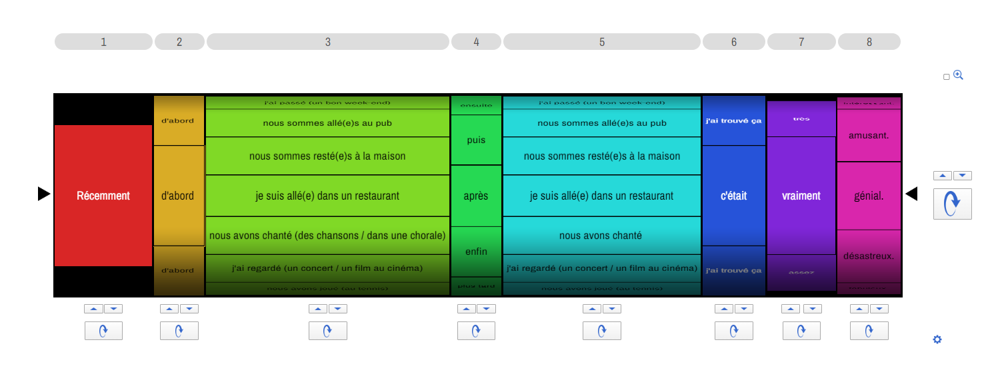 1 2 3 4 5 6 7 8
Récemment
d'abord
d'abord
d'abord
j'ai passé (un bon week-end)
nous sommes allé(e)s au pub
nous sommes resté(e)s à la maison
je suis allé(e) dans un restaurant
nous avons chanté (des chansons / dans une chorale)
j'ai regardé (un concert / un film au cinéma)
nous avons joué (au tennis)
ensuite
puis
après
enfin
plus tard
j'ai passé (un bon week-end)
nous sommes allé(e)s au pub
nous sommes resté(e)s à la maison
je suis allé(e) dans un restaurant
nous avons chanté
j'ai regardé (un concert / un film au cinéma)
nous avons joué (au tennis)
j'ai trouvé ça
c'était
j'ai trouvé ça
très
vraiment
assez
amusant.
génial.
désastreux.